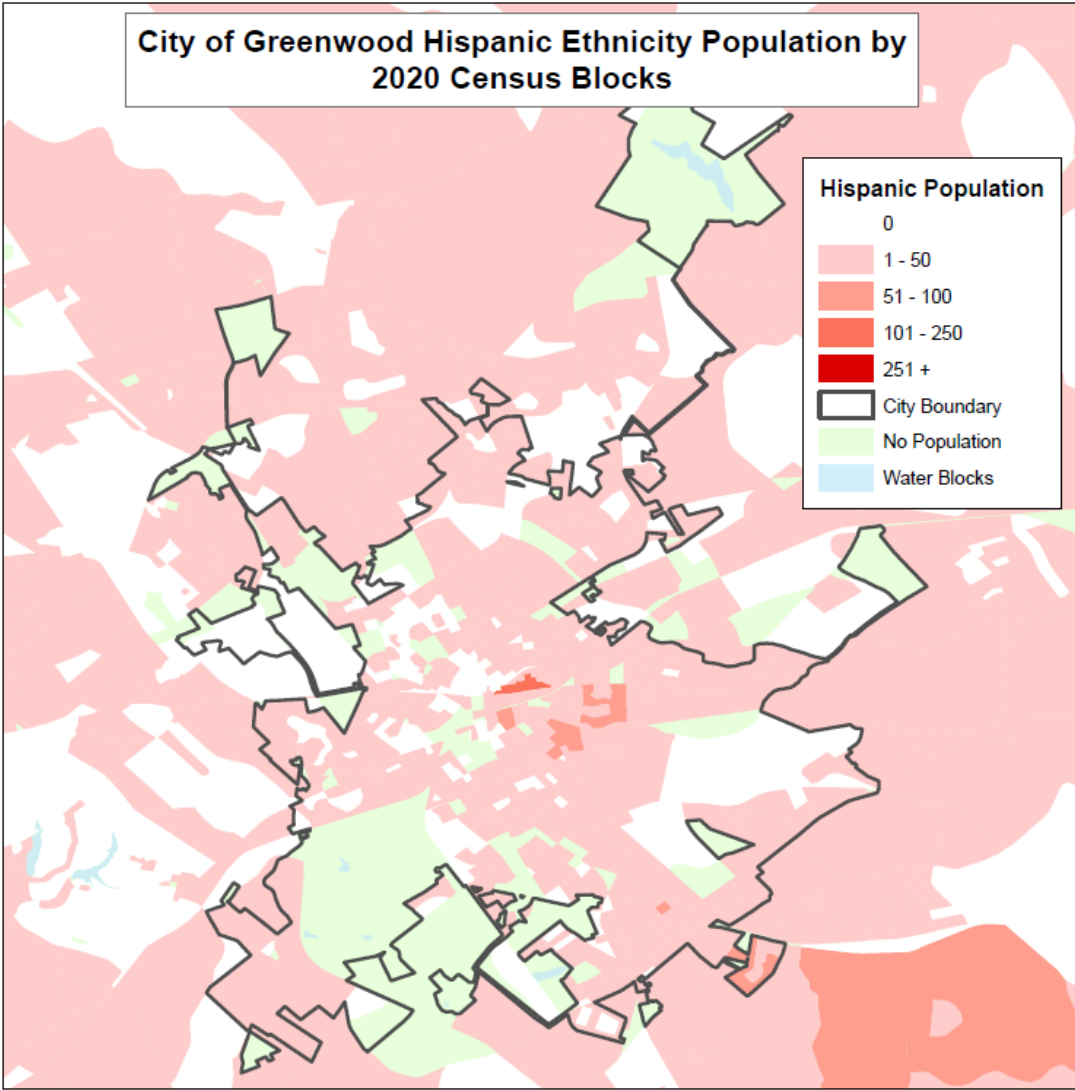 City of Greenwood Hispanic Ethnicity Population by
2020 Census Blocks
Hispanic Population
0
1 - 50
51 - 100
101 - 250
251 +
City Boundary
No Population
Water Blocks